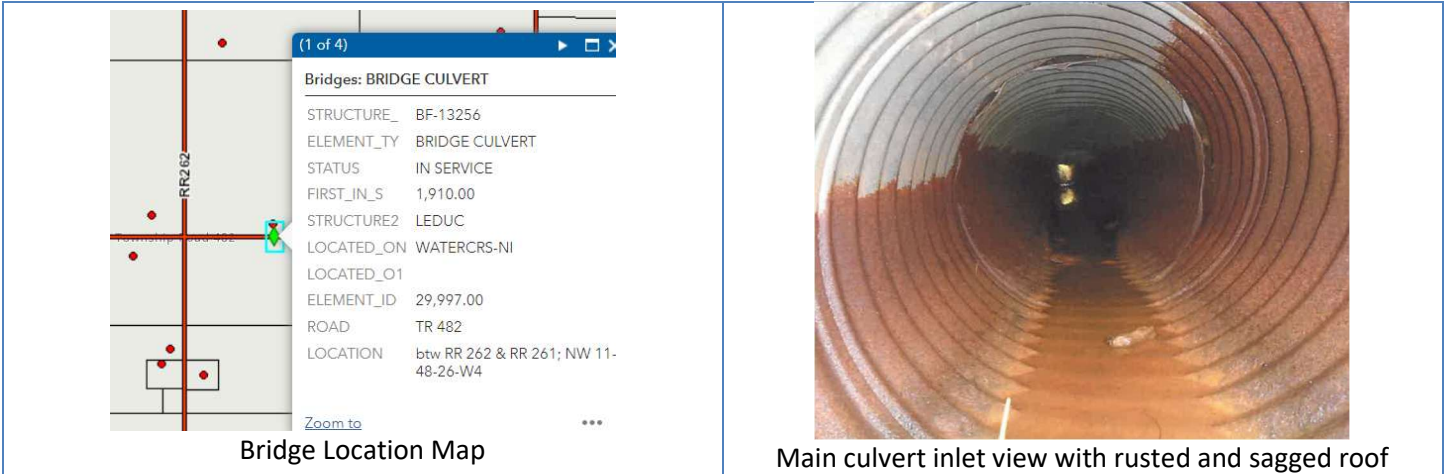 (1 of 4)
Bridges: BRIDGE CULVERT
STRUCTURE_ BF-13256
ELEMENT_TY BRIDGE CULVERT
STATUS IN SERVICE
FIRST_IN_S 1,910.00
STRUCTURE2 LEDUC
LOCATED_ON WATERCRS-NI
LOCATED_O1
ELEMENT_ID 29,997.00
ROAD TR 482
LOCATION btw RR 262 & RR 261; NW 11-
48-26-W4
Zoom to
RR262
Township Road 482
Bridge Location Map
Main culvert inlet view with rusted and sagged roof